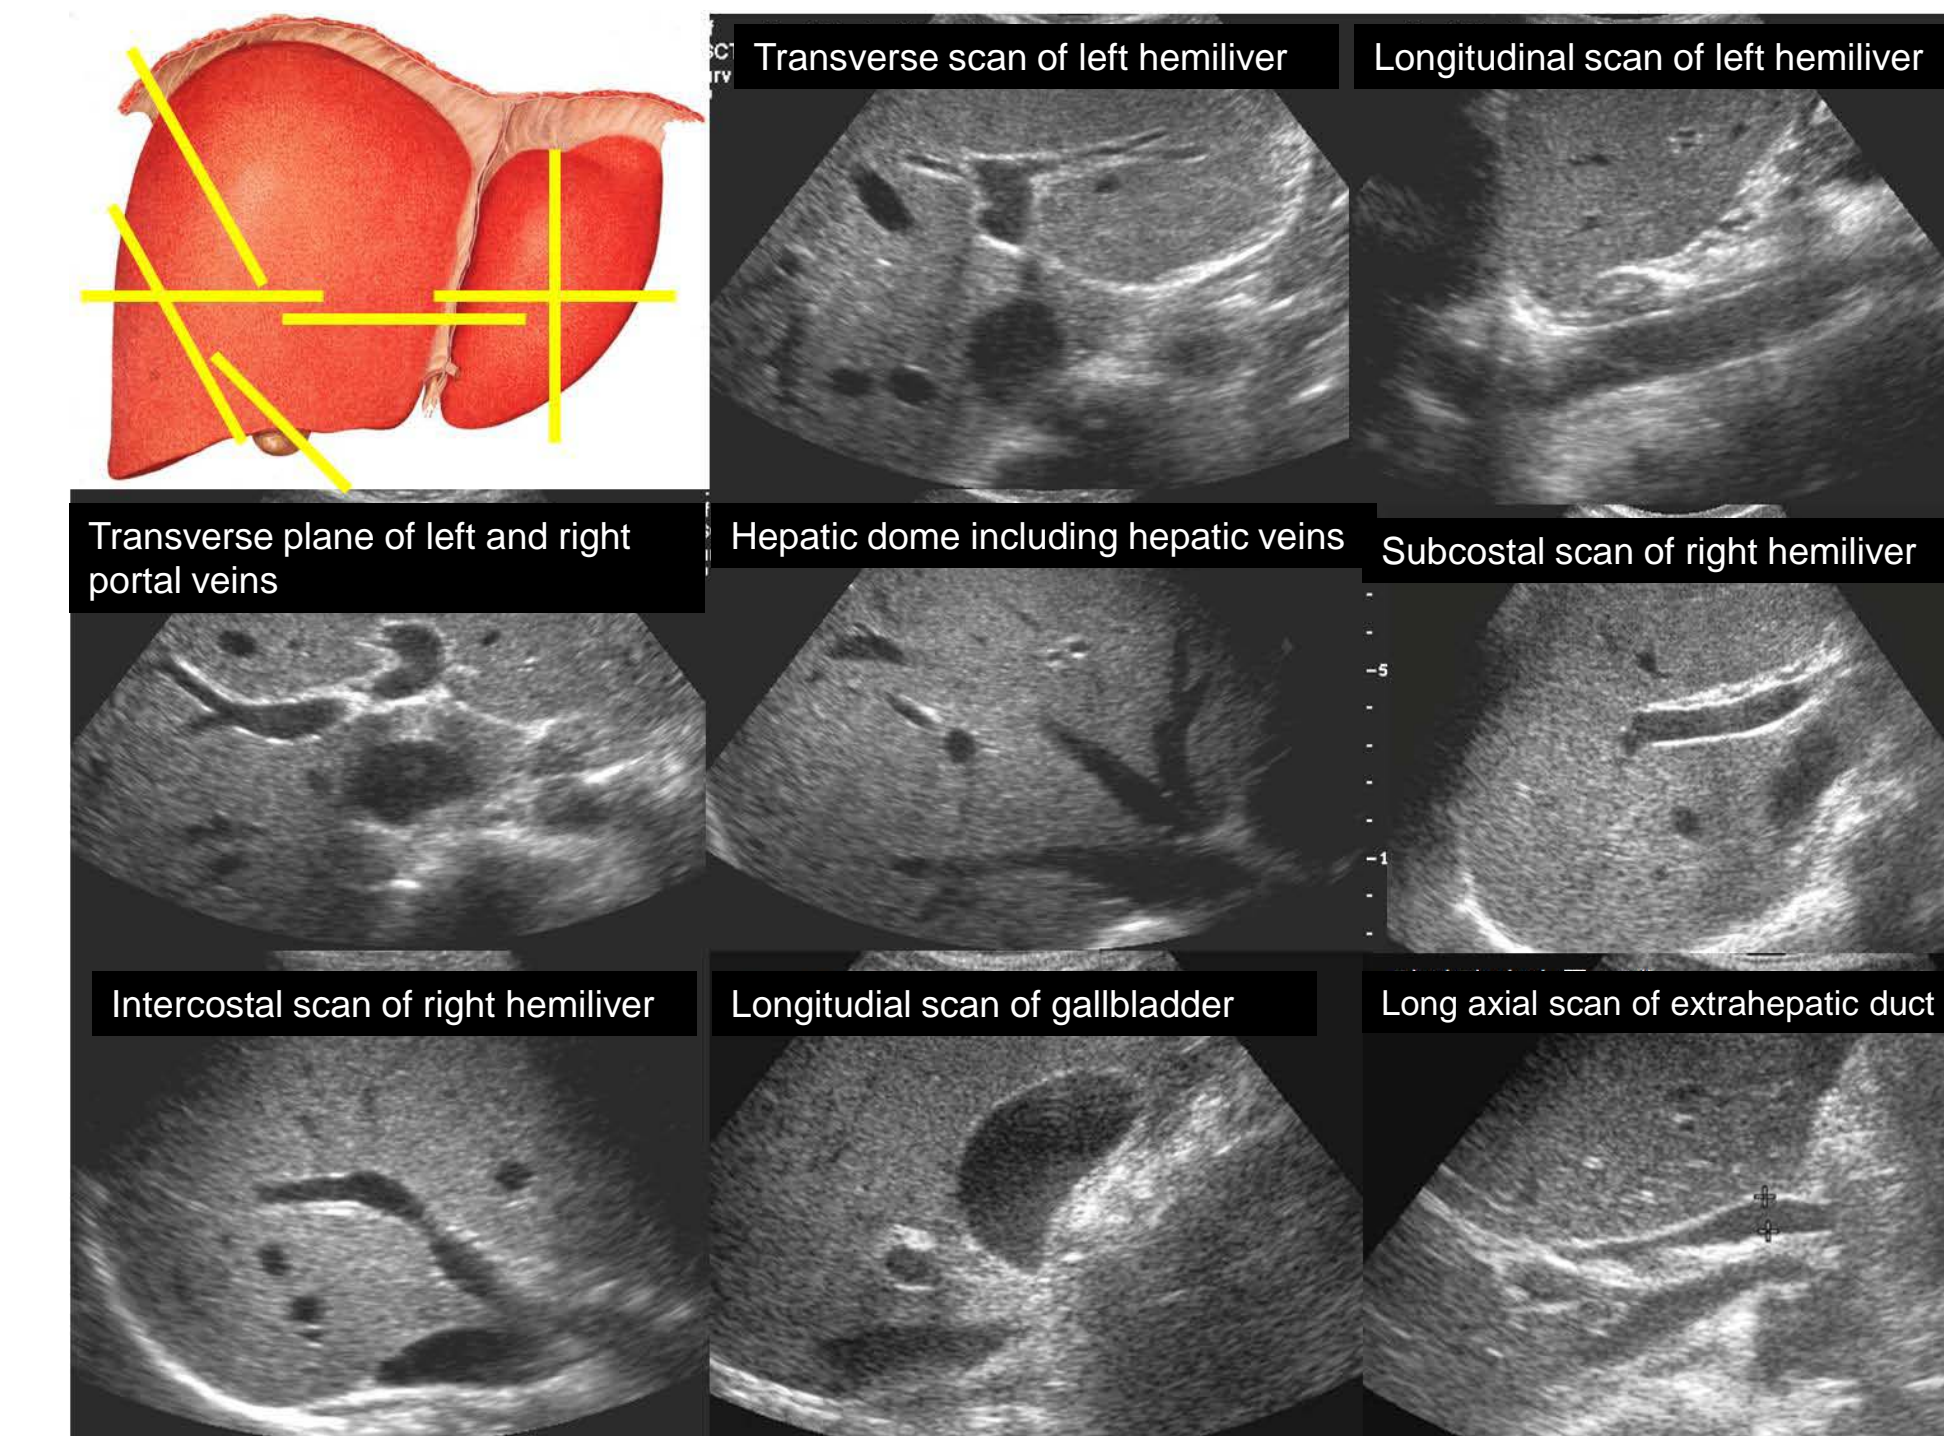 Transverse scan of left hemiliver
Longitudinal scan of left hemiliver
Transverse plane of left and right
portal veins
Hepatic dome including hepatic veins
Subcostal scan of right hemiliver
-5
-1
Intercostal scan of right hemiliver
Longitudial scan of gallbladder
Long axial scan of extrahepatic duct